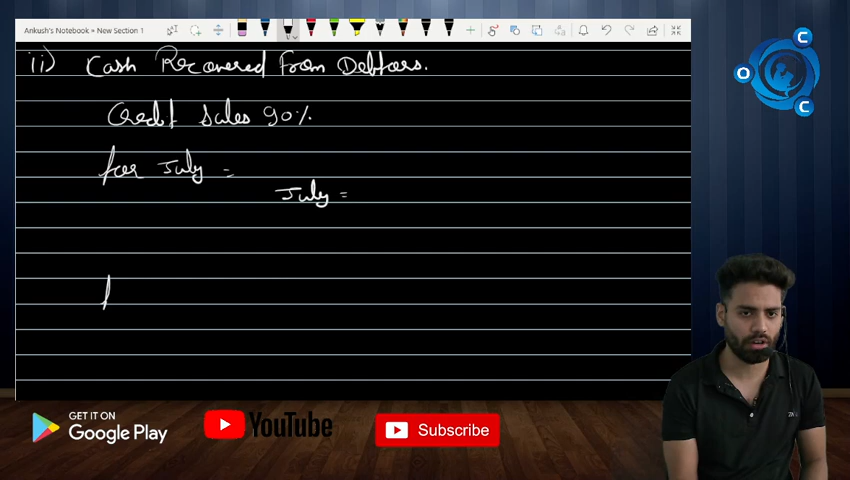 Ankush's Notebook » New Section 1
ii) Cash Recovered from Debtors.
Credit Sales 90%
for July =
July =
O C C
GET IT ON
Google Play
YouTube
Subscribe